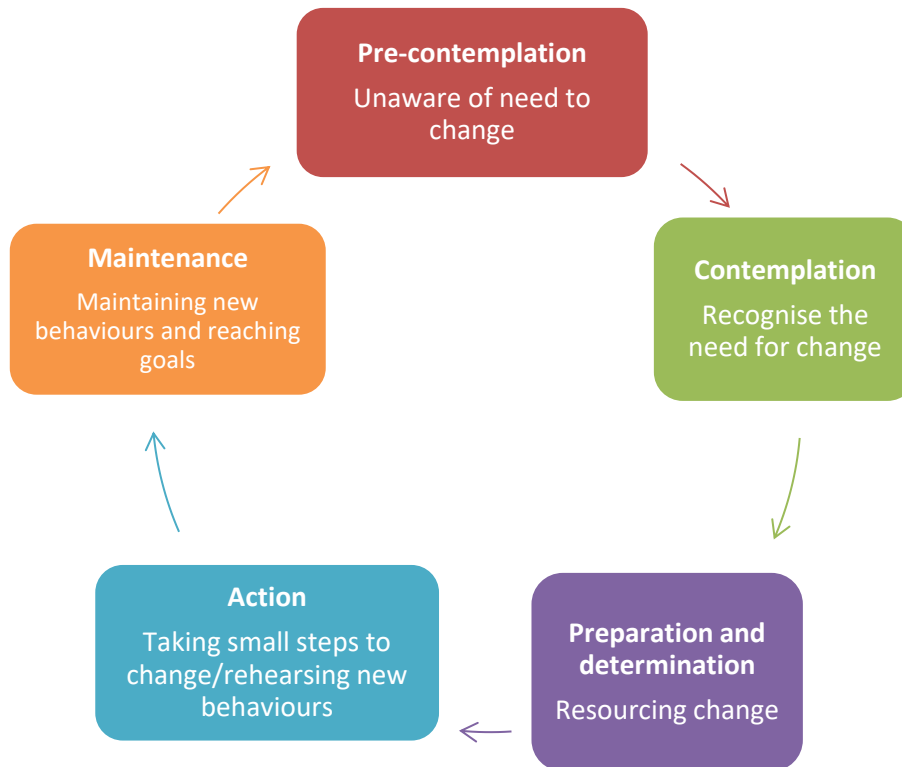 Pre-contemplation
Unaware of need to
change
Contemplation
Recognise the
need for change
Preparation and
determination
Resourcing change
Action
Taking small steps to
change/rehearsing new
behaviours
Maintenance
Maintaining new
behaviours and reaching
goals